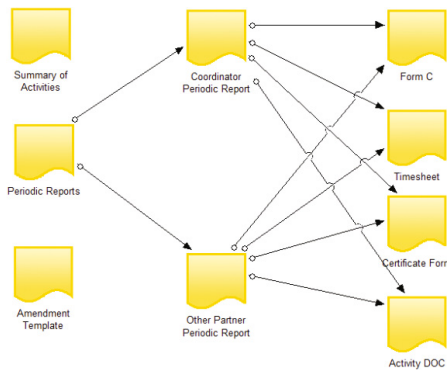 Summary of
Activities
Coordinator
Periodic Report
Form C
Periodic Reports
Timesheet
Certificate Form
Amendment
Template
Other Partner
Periodic Report
Activity DOC